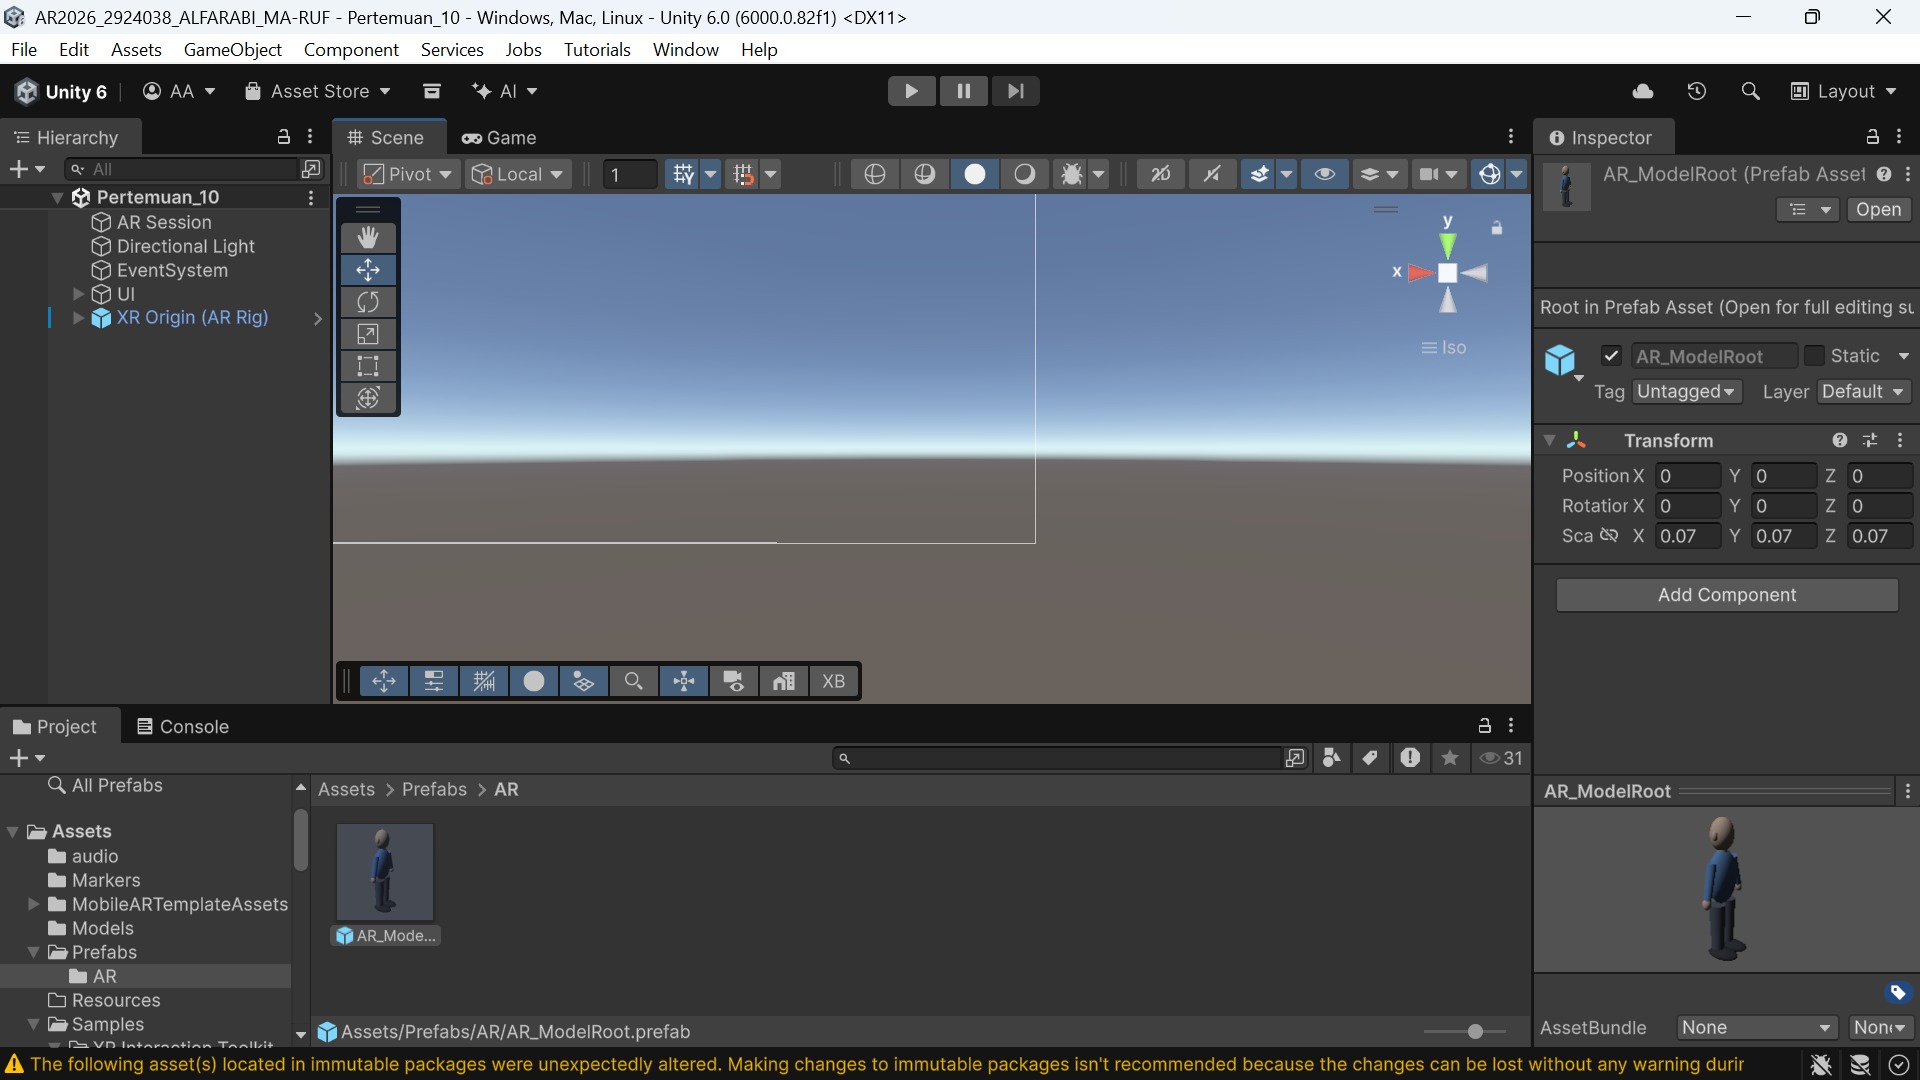 AR2026_2924038_ALFARABI_MA-RUF - Pertemuan_10 - Windows, Mac, Linux - Unity 6.0 (6000.0.82f1) <DX11>
File Edit Assets GameObject Component Services Jobs Tutorials Window Help
Unity 6 AA Asset Store AI Layout
Hierarchy
Scene Game
Inspector
All
Pivot Local 1
Pertemuan_10
AR Session
Directional Light
EventSystem
UI
XR Origin (AR Rig)
y
x
Iso
XB
AR_ModelRoot (Prefab Asset
Open
Root in Prefab Asset (Open for full editing su
AR_ModelRoot Static
Tag Untagged Layer Default
Transform
Position X 0 Y 0 Z 0
Rotatior X 0 Y 0 Z 0
Sca X 0.07 Y 0.07 Z 0.07
Add Component
Project Console
31
All Prefabs
Assets
audio
Markers
MobileARTemplateAssets
Models
Prefabs
AR
Resources
Samples
XR Interaction Toolkit
Assets > Prefabs > AR
AR_Mode...
Assets/Prefabs/AR/AR_ModelRoot.prefab
AR_ModelRoot
AssetBundle None None
The following asset(s) located in immutable packages were unexpectedly altered. Making changes to immutable packages isn't recommended because the changes can be lost without any warning durir